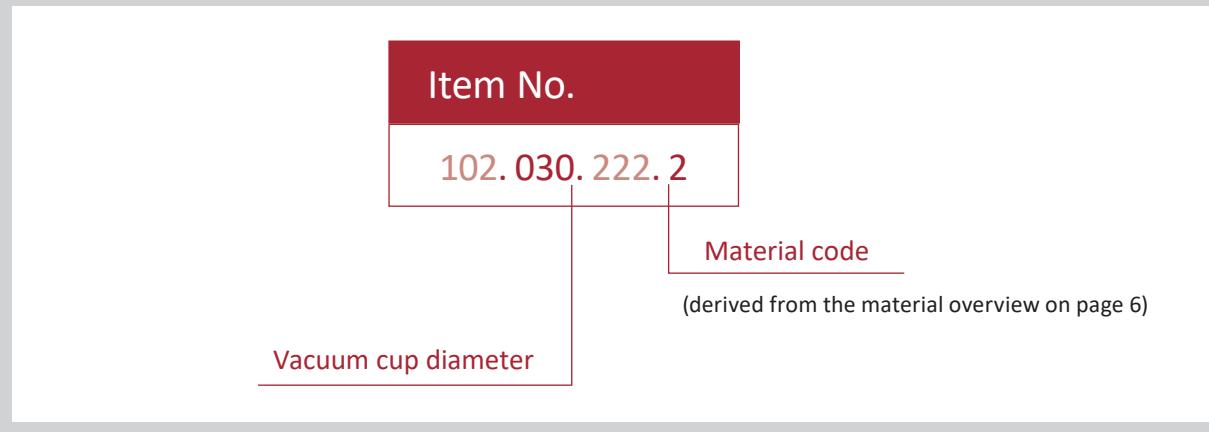 Item No.
102. 030. 222. 2
Material code
(derived from the material overview on page 6)
Vacuum cup diameter